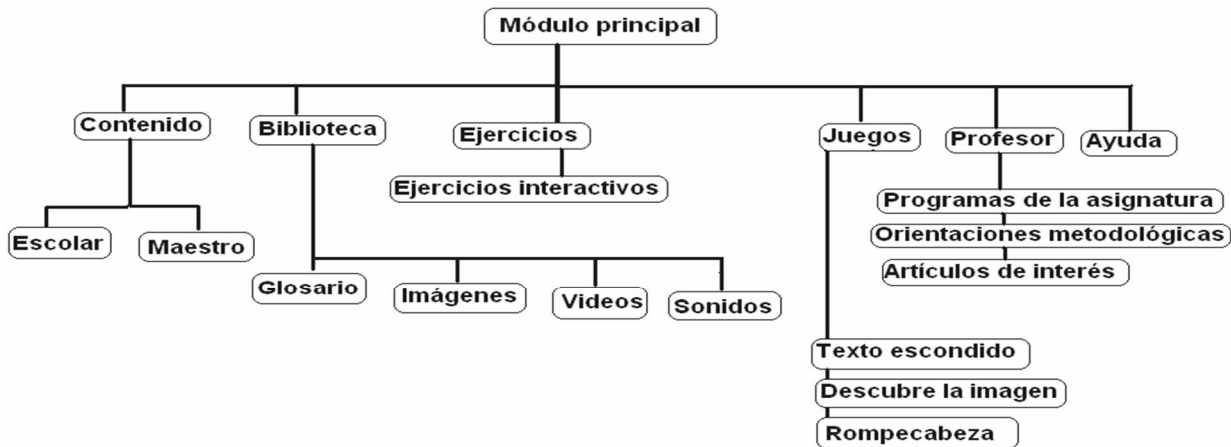 Módulo principal
Contenido
Biblioteca
Ejercicios
Juegos
Profesor
Ayuda
Ejercicios interactivos
Programas de la asignatura
Escolar
Maestro
Orientaciones metodológicas
Artículos de interés
Glosario
Imágenes
Videos
Sonidos
Texto escondido
Descubre la imagen
Rompecabeza